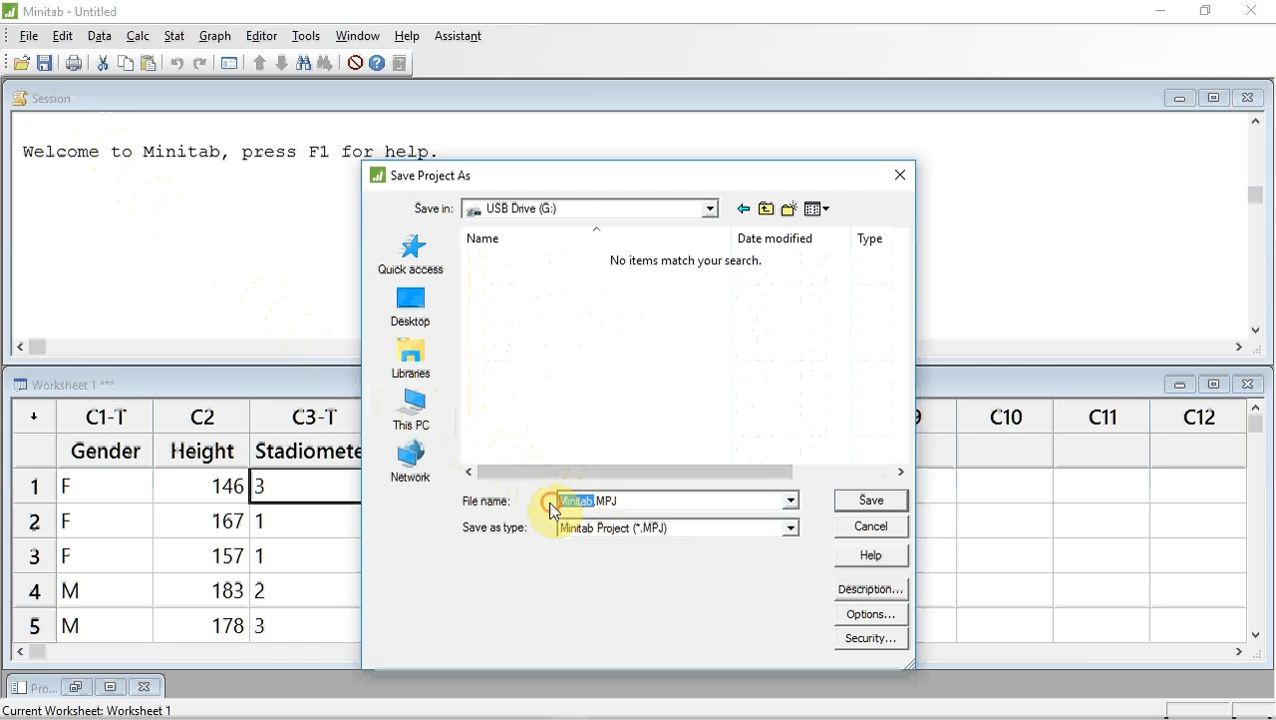 Minitab - Untitled
File Edit Data Calc Stat Graph Editor Tools Window Help Assistant
Session
Welcome to Minitab, press F1 for help.
Save Project As
Save in: USB Drive (G:)
Name Date modified Type
No items match your search.
Quick access
Desktop
Libraries
This PC
Network
File name: Minitab.MPJ Save
Save as type: Minitab Project (*.MPJ) Cancel
Help
Description...
Options...
Security...
Worksheet 1 ***
C1-T C2 C3-T C10 C11 C12
Gender Height
1 F 146 3
2 F 167 1
3 F 157 1
4 M 183 2
5 M 178 3
Pro...
Current Worksheet: Worksheet 1